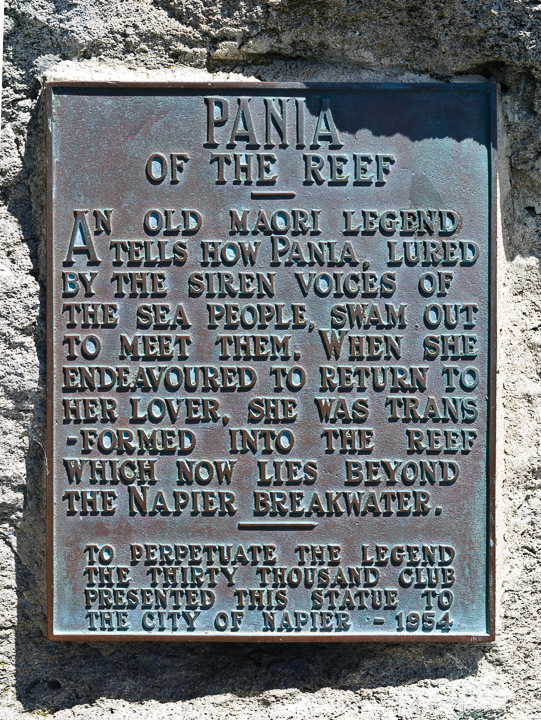 PANIA
OF THE REEF
AN OLD MAORI LEGEND
TELLS HOW PANIA, LURED
BY THE SIREN VOICES OF
THE SEA PEOPLE, SWAM OUT
TO MEET THEM. WHEN SHE
ENDEAVOURED TO RETURN TO
HER LOVER, SHE WAS TRANS
-FORMED INTO THE REEF
WHICH NOW LIES BEYOND
THE NAPIER BREAKWATER.
TO PERPETUATE THE LEGEND
THE THIRTY THOUSAND CLUB
PRESENTED THIS STATUE TO
THE CITY OF NAPIER - 1954